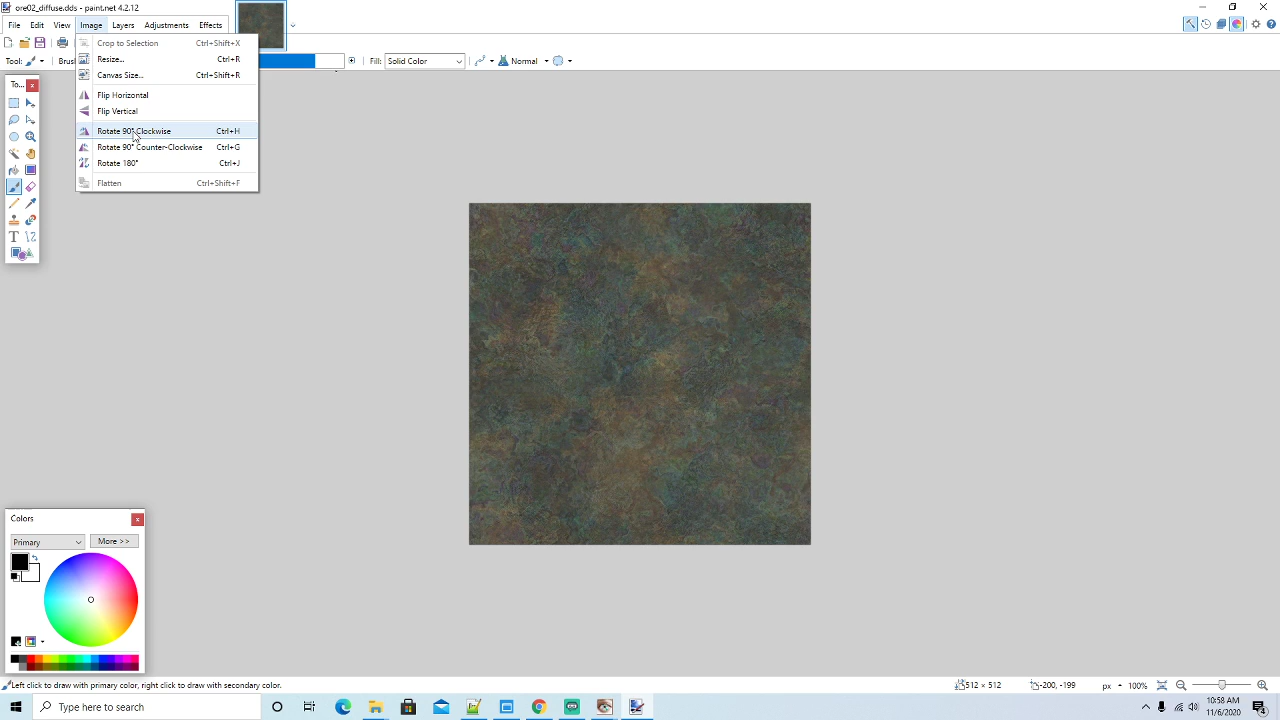 ore02_diffuse.dds - paint.net 4.2.12
File Edit View Image Layers Adjustments Effects
Tool: Fill: Solid Color Normal
Crop to Selection Ctrl+Shift+X
Resize... Ctrl+R
Canvas Size... Ctrl+Shift+R
Flip Horizontal
Flip Vertical
Rotate 90° Clockwise Ctrl+H
Rotate 90° Counter-Clockwise Ctrl+G
Rotate 180° Ctrl+J
Flatten Ctrl+Shift+F
To...
Colors
Primary More >>
Left click to draw with primary color, right click to draw with secondary color. 512 × 512 -200, -199 px 100%
Type here to search
10:58 AM
11/6/2020